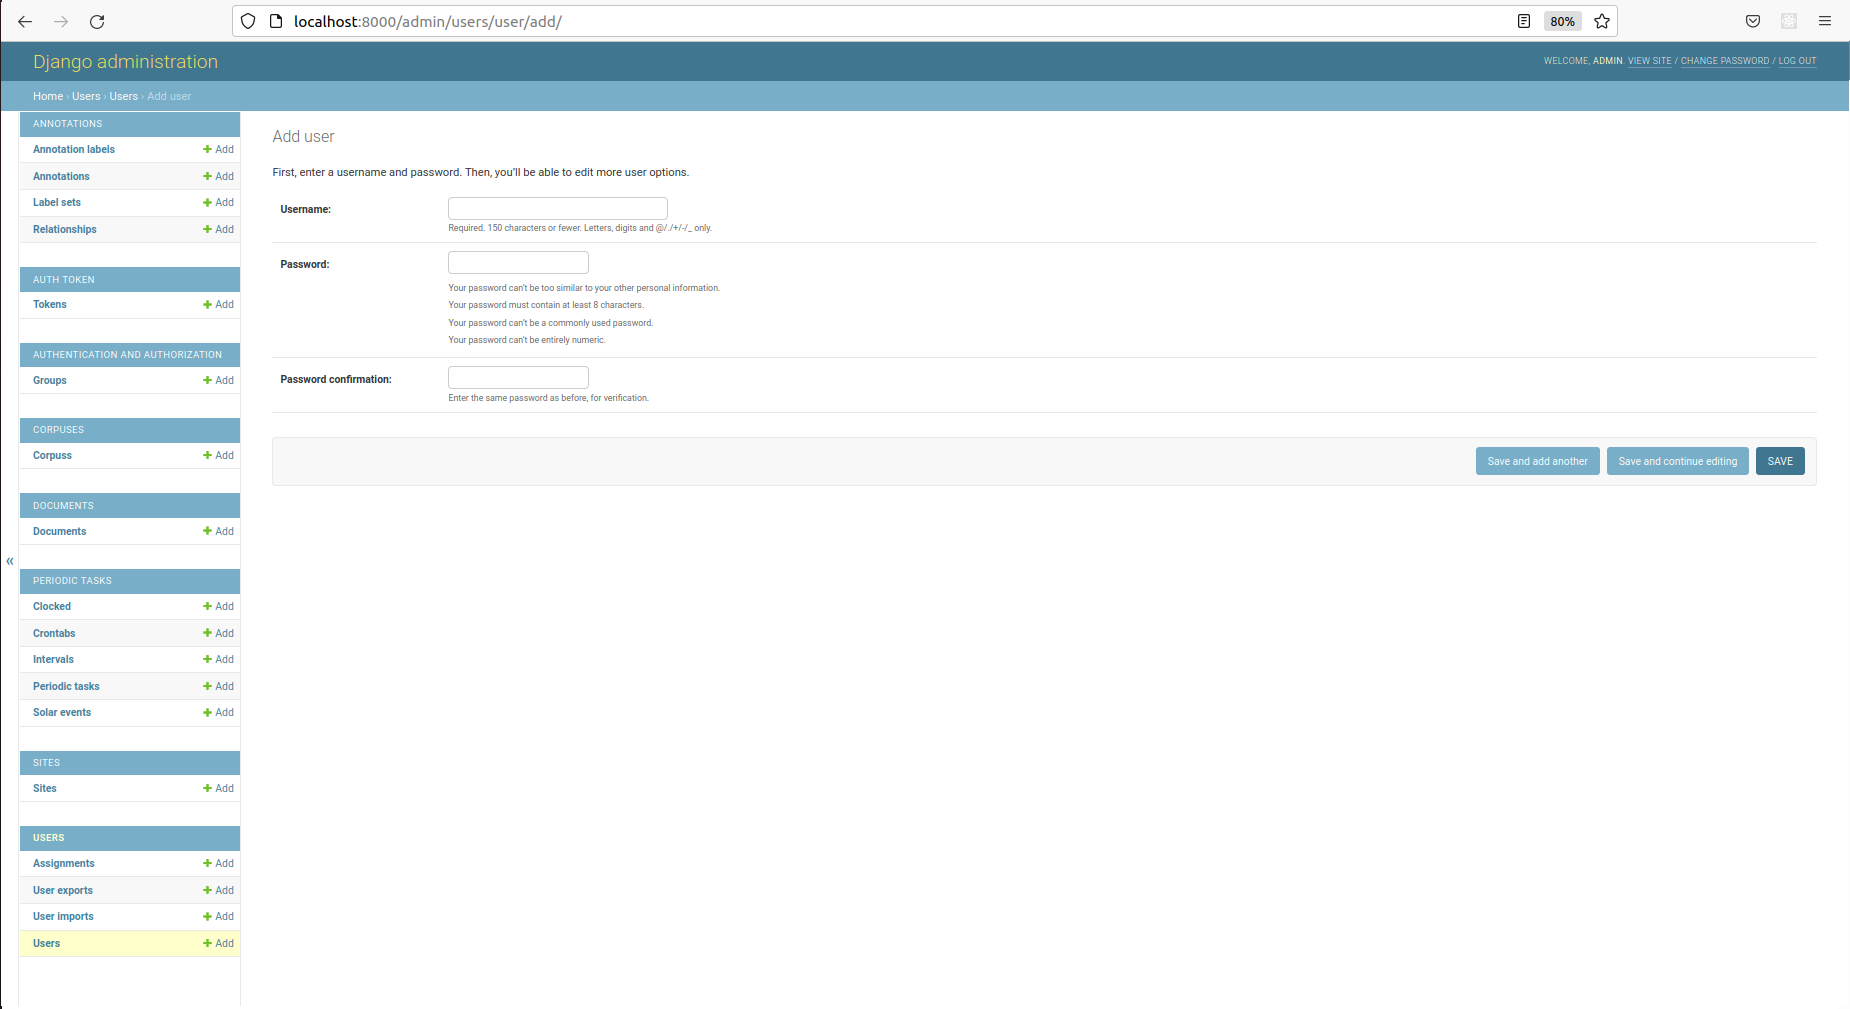 localhost:8000/admin/users/user/add/
80%
Django administration
WELCOME, ADMIN. VIEW SITE / CHANGE PASSWORD / LOG OUT
Home › Users › Users › Add user
ANNOTATIONS
Annotation labels
Add
Annotations
Add
Label sets
Add
Relationships
Add
AUTH TOKEN
Tokens
Add
AUTHENTICATION AND AUTHORIZATION
Groups
Add
CORPUSES
Corpuss
Add
DOCUMENTS
Documents
Add
«
PERIODIC TASKS
Clocked
Add
Crontabs
Add
Intervals
Add
Periodic tasks
Add
Solar events
Add
SITES
Sites
Add
USERS
Assignments
Add
User exports
Add
User imports
Add
Users
Add
Add user
First, enter a username and password. Then, you’ll be able to edit more user options.
Username:
Required. 150 characters or fewer. Letters, digits and @/./+/-/_ only.
Password:
Your password can’t be too similar to your other personal information.
Your password must contain at least 8 characters.
Your password can’t be a commonly used password.
Your password can’t be entirely numeric.
Password confirmation:
Enter the same password as before, for verification.
Save and add another
Save and continue editing
SAVE